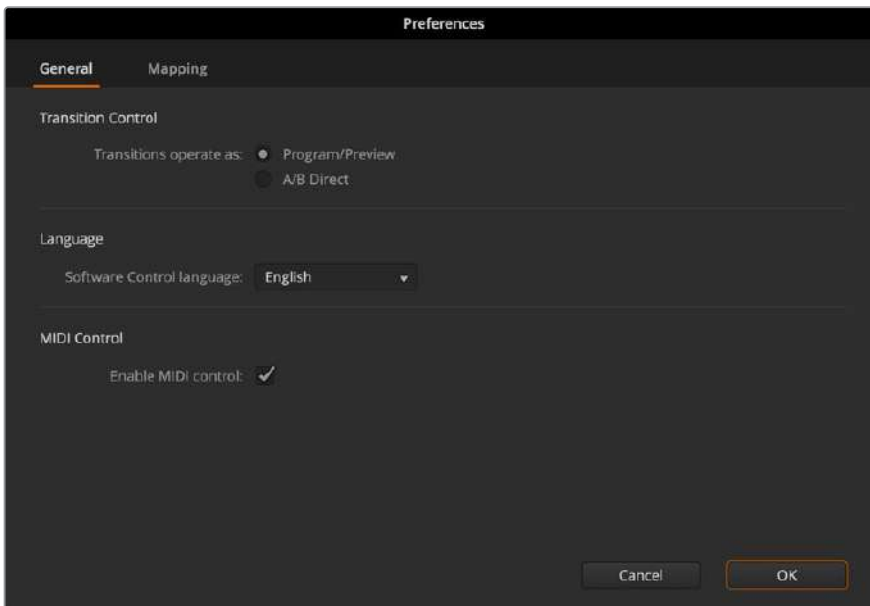 Preferences
General Mapping
Transition Control
Transitions operate as: Program/Preview
A/B Direct
Language
Software Control language: English
MIDI Control
Enable MIDI control:
Cancel OK